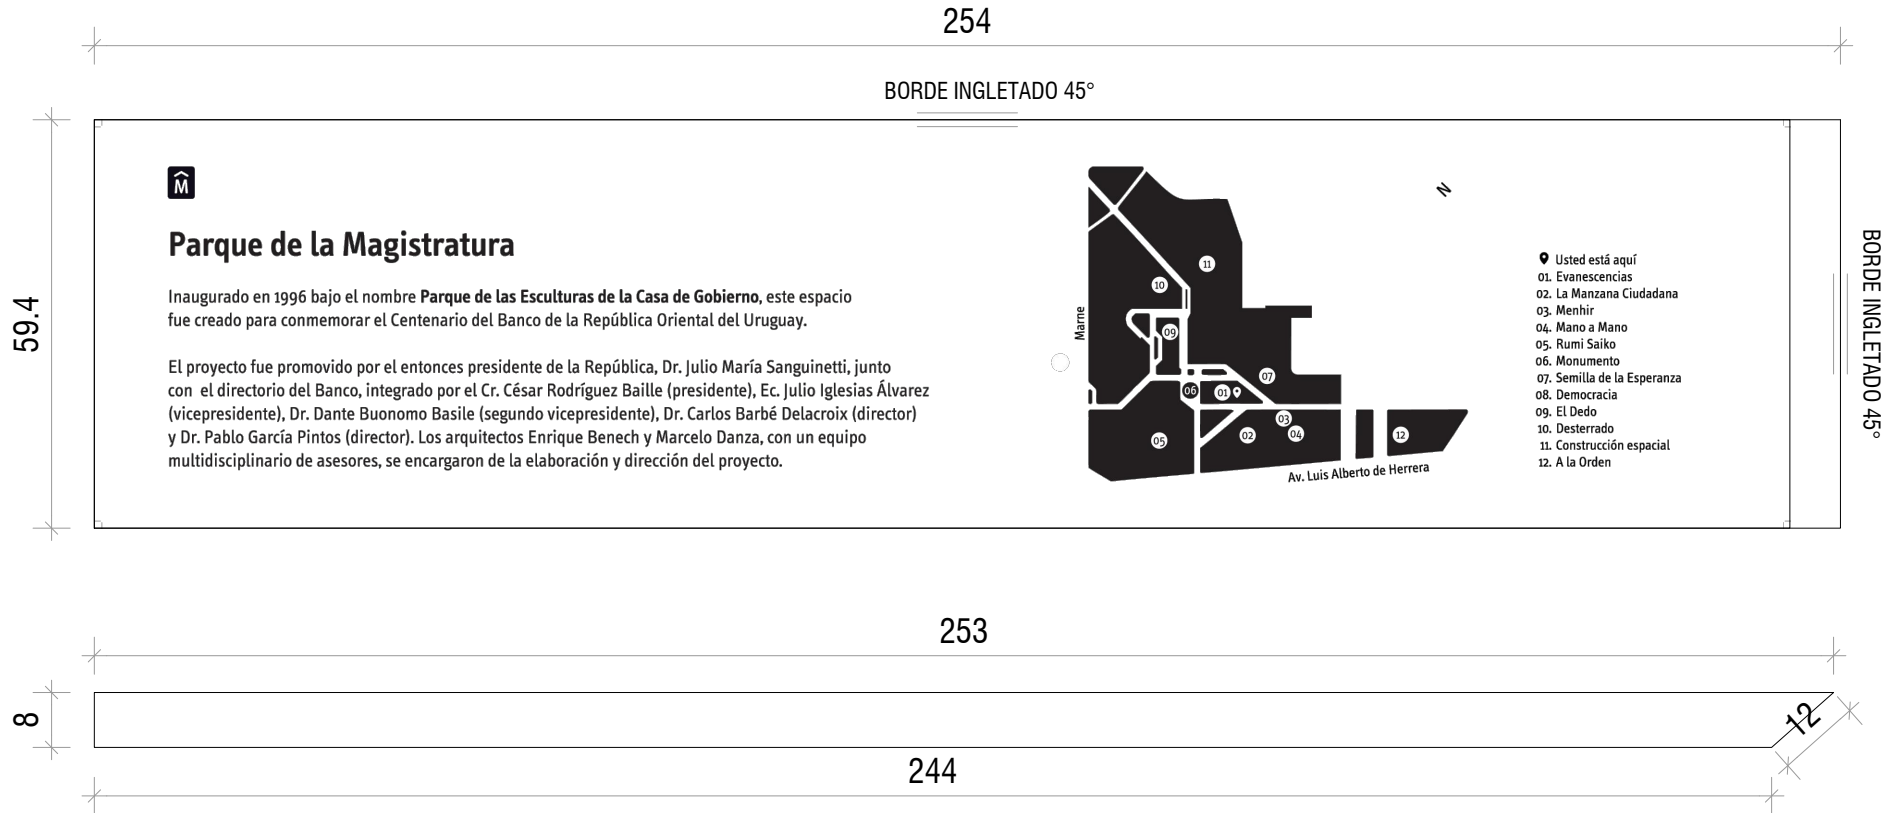 254
BORDE INGLETADO 45°
M
Parque de la Magistratura
Inaugurado en 1996 bajo el nombre Parque de las Esculturas de la Casa de Gobierno, este espacio
fue creado para conmemorar el Centenario del Banco de la República Oriental del Uruguay.
El proyecto fue promovido por el entonces presidente de la República, Dr. Julio María Sanguinetti, junto
con el directorio del Banco, integrado por el Cr. César Rodríguez Baille (presidente), Ec. Julio Iglesias Álvarez
(vicepresidente), Dr. Dante Buonomo Basile (segundo vicepresidente), Dr. Carlos Barbé Delacroix (director)
y Dr. Pablo García Pintos (director). Los arquitectos Enrique Benech y Marcelo Danza, con un equipo
multidisciplinario de asesores, se encargaron de la elaboración y dirección del proyecto.
59.4
N
11
10
Marne
09
07
06
01
03
02
04
05
12
Av. Luis Alberto de Herrera
Usted está aquí
01. Evanescencias
02. La Manzana Ciudadana
03. Menhir
04. Mano a Mano
05. Rumi Saiko
06. Monumento
07. Semilla de la Esperanza
08. Democracia
09. El Dedo
10. Desterrado
11. Construcción espacial
12. A la Orden
BORDE INGLETADO 45°
253
8
12
244